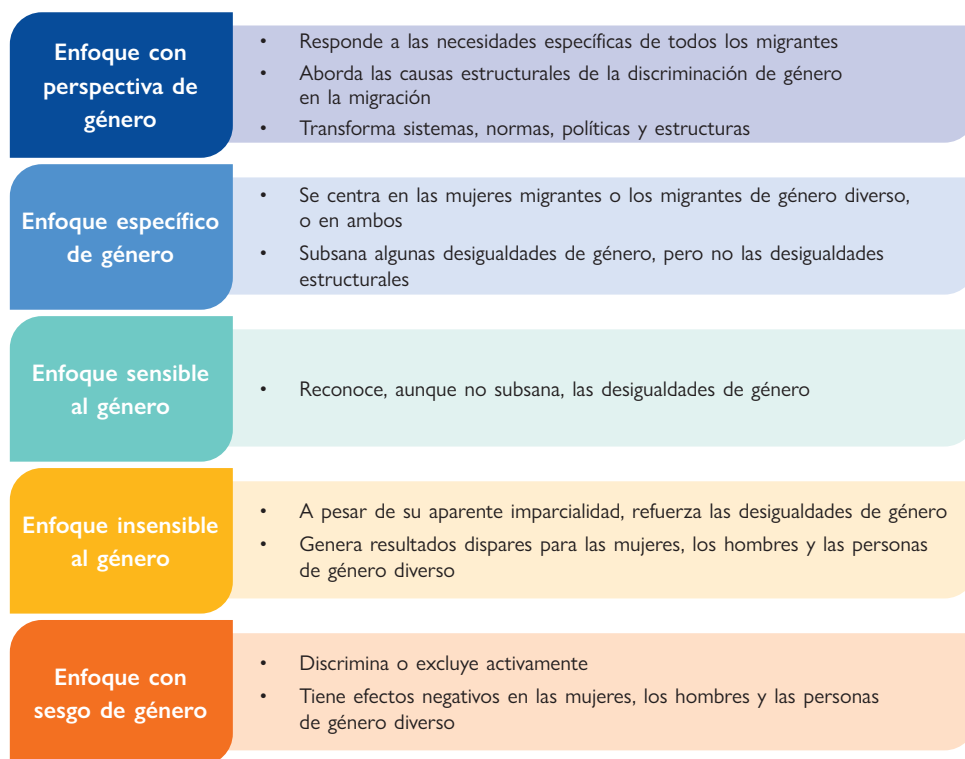 Enfoque con
perspectiva de
género
• Responde a las necesidades específicas de todos los migrantes
• Aborda las causas estructurales de la discriminación de género
en la migración
• Transforma sistemas, normas, políticas y estructuras
Enfoque específico
de género
• Se centra en las mujeres migrantes o los migrantes de género diverso,
o en ambos
• Subsana algunas desigualdades de género, pero no las desigualdades
estructurales
Enfoque sensible
al género
• Reconoce, aunque no subsana, las desigualdades de género
Enfoque insensible
al género
• A pesar de su aparente imparcialidad, refuerza las desigualdades de género
• Genera resultados dispares para las mujeres, los hombres y las personas
de género diverso
Enfoque con
sesgo de género
• Discrimina o excluye activamente
• Tiene efectos negativos en las mujeres, los hombres y las personas
de género diverso